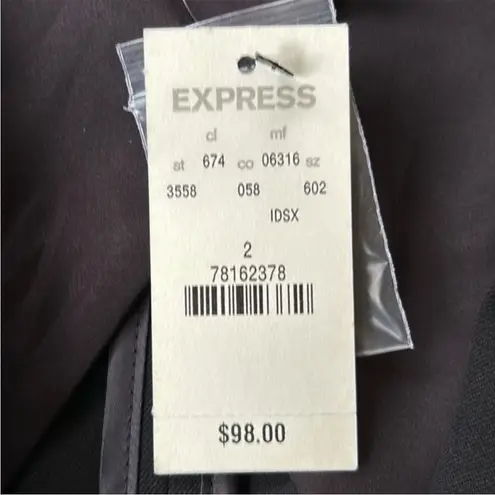 EXPRESS
cl mf
st 674 co 06316 sz
3558 058 602
IDSX
2
78162378
$98.00